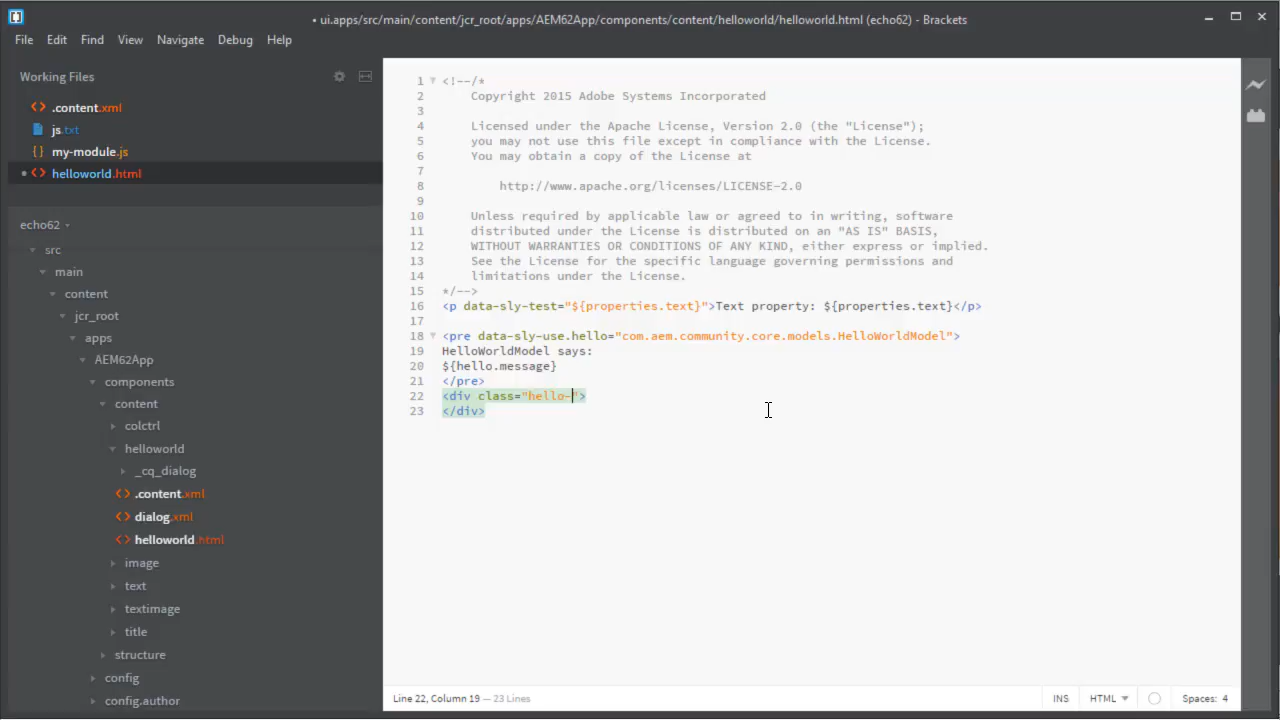 • ui.apps/src/main/content/jcr_root/apps/AEM62App/components/content/helloworld/helloworld.html (echo62) - Brackets
File Edit Find View Navigate Debug Help
Working Files
.content.xml
js.txt
my-module.js
• helloworld.html
echo62
src
main
content
jcr_root
apps
AEM62App
components
content
colctrl
helloworld
_cq_dialog
.content.xml
dialog.xml
helloworld.html
image
text
textimage
title
structure
config
config.author
1 <!--/*
2 Copyright 2015 Adobe Systems Incorporated
3
4 Licensed under the Apache License, Version 2.0 (the "License");
5 you may not use this file except in compliance with the License.
6 You may obtain a copy of the License at
7
8 http://www.apache.org/licenses/LICENSE-2.0
9
10 Unless required by applicable law or agreed to in writing, software
11 distributed under the License is distributed on an "AS IS" BASIS,
12 WITHOUT WARRANTIES OR CONDITIONS OF ANY KIND, either express or implied.
13 See the License for the specific language governing permissions and
14 limitations under the License.
15 */-->
16 <p data-sly-test="${properties.text}">Text property: ${properties.text}</p>
17
18 <pre data-sly-use.hello="com.aem.community.core.models.HelloWorldModel">
19 HelloWorldModel says:
20 ${hello.message}
21 </pre>
22 <div class="hello-">
23 </div>
Line 22, Column 19 — 23 Lines
INS HTML Spaces: 4